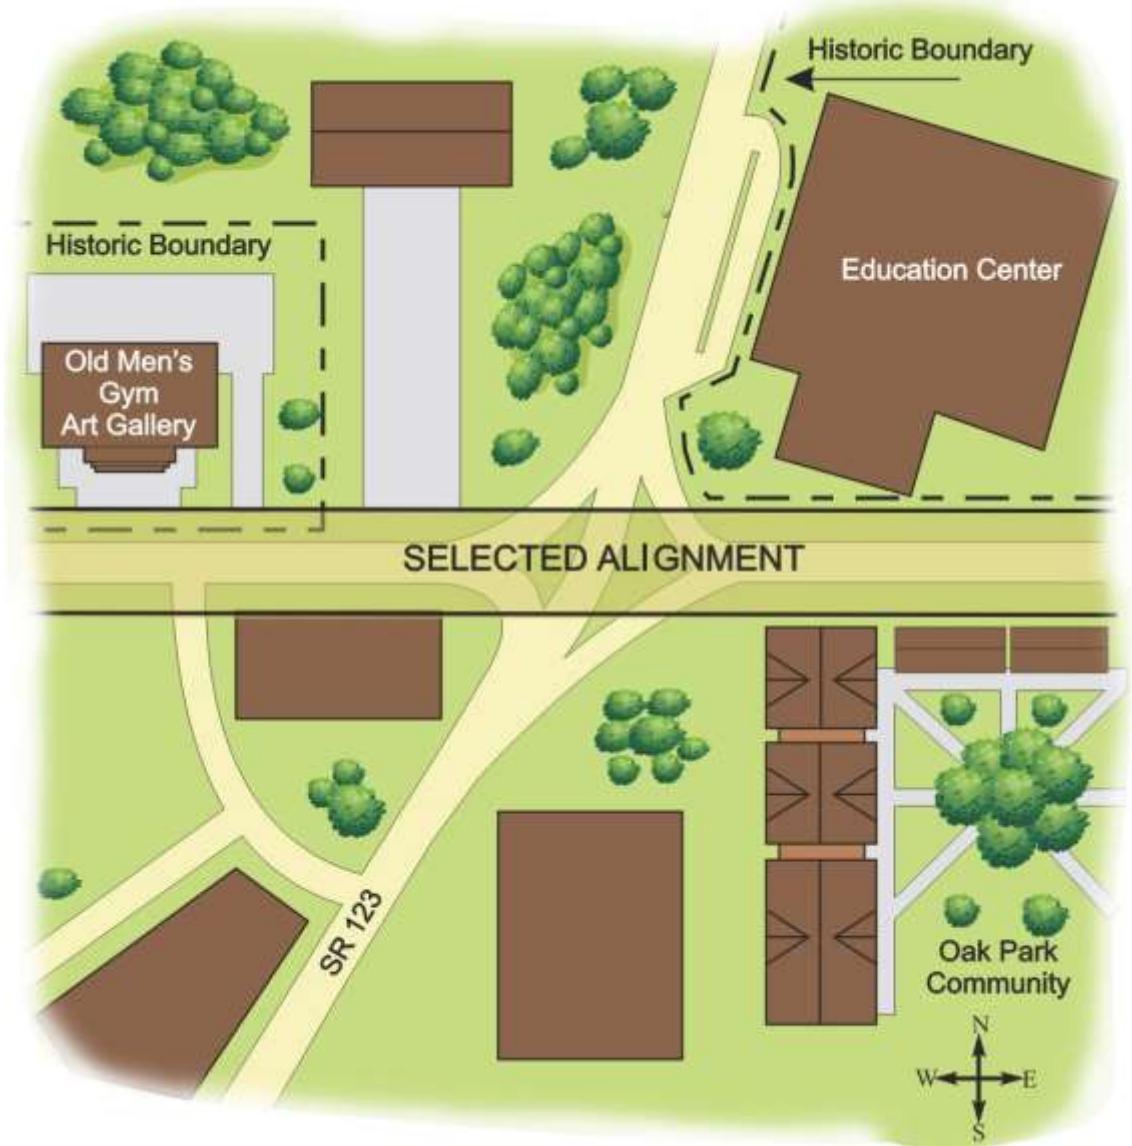 Historic Boundary
Historic Boundary
Education Center
Old Men's
Gym
Art Gallery
SELECTED ALIGNMENT
SR 123
Oak Park
Community
N
W
E
S